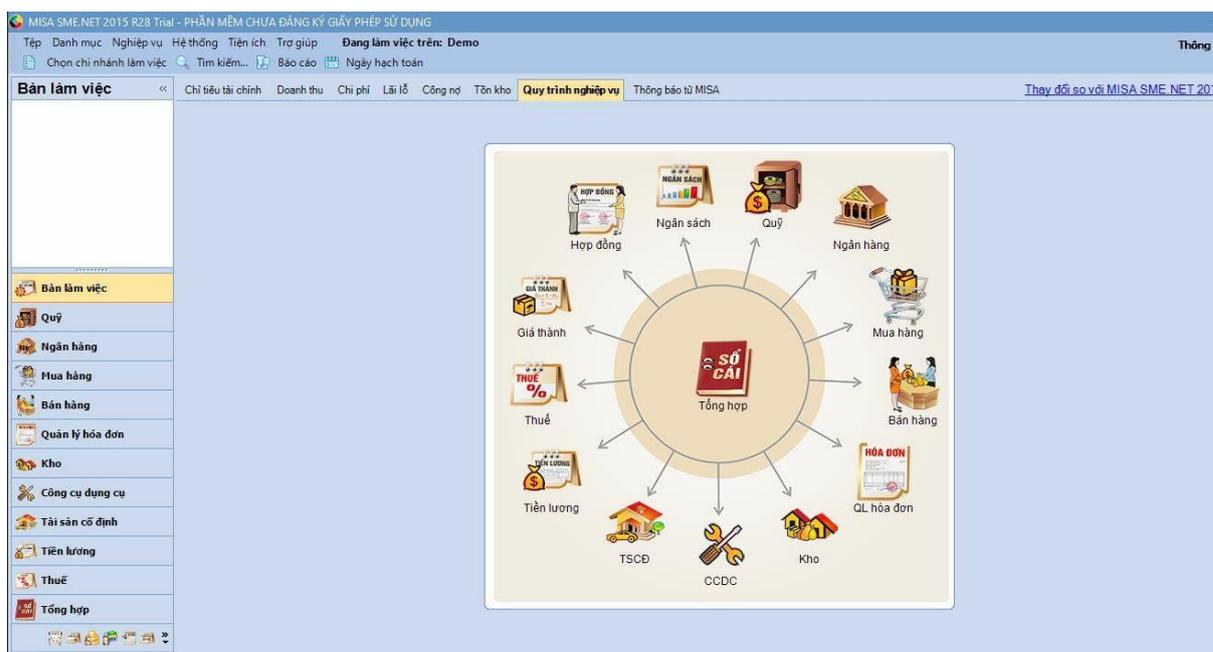 MISA SME.NET 2015 R28 Trial - PHẦN MỀM CHƯA ĐĂNG KÝ GIẤY PHÉP SỬ DỤNG
Tệp Danh mục Nghiệp vụ Hệ thống Tiện ích Trợ giúp Đang làm việc trên: Demo Thông
Chọn chi nhánh làm việc Tìm kiếm... Báo cáo Ngày hạch toán
Bàn làm việc « Chỉ tiêu tài chính Doanh thu Chi phí Lãi lỗ Công nợ Tồn kho Quy trình nghiệp vụ Thông báo từ MISA Thay đổi so với MISA SME.NET 201
Bàn làm việc
Quỹ
Ngân hàng
Mua hàng
Bán hàng
Quản lý hóa đơn
Kho
Công cụ dụng cụ
Tài sản cố định
Tiền lương
Thuế
Tổng hợp
NGÂN SÁCH
Ngân sách
Quỹ
HỢP ĐỒNG
Hợp đồng
Ngân hàng
GIÁ THÀNH
Giá thành
Mua hàng
SỔ CÁI
Tổng hợp
THUẾ %
Thuế
Bán hàng
TIỀN LƯƠNG
Tiền lương
HÓA ĐƠN
QL hóa đơn
TSCĐ
CCDC
Kho